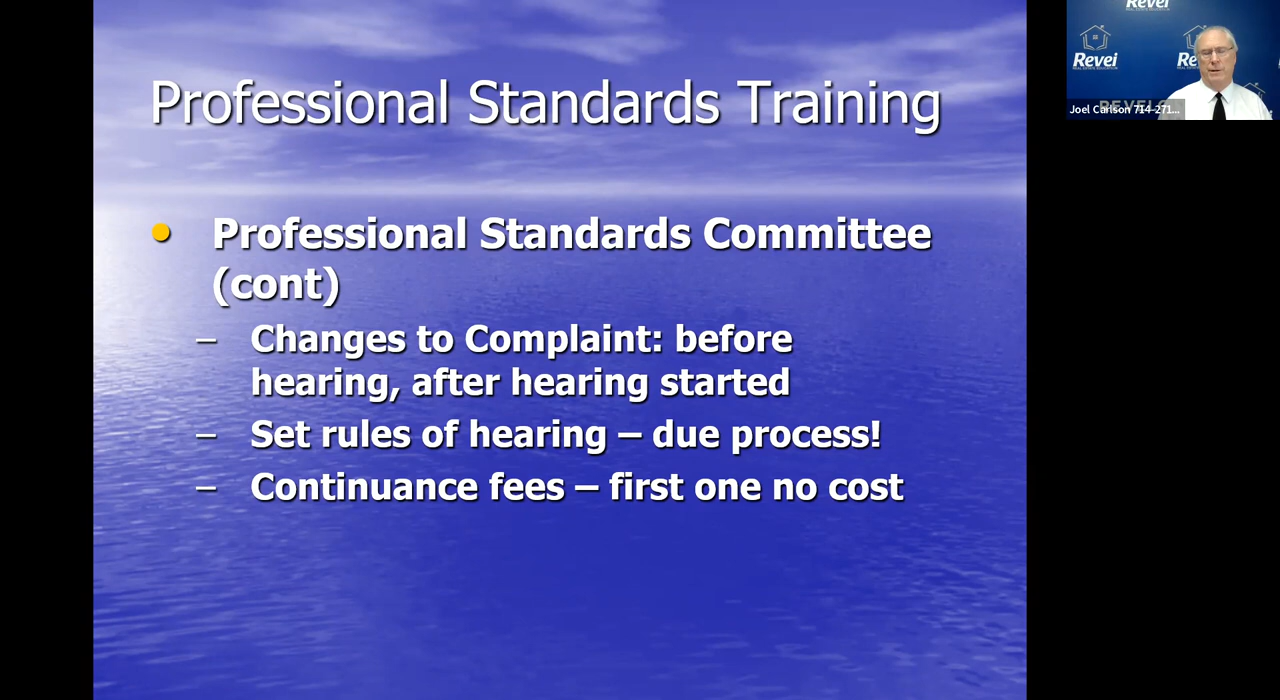 Professional Standards Training
• Professional Standards Committee
(cont)
– Changes to Complaint: before
hearing, after hearing started
– Set rules of hearing – due process!
– Continuance fees – first one no cost
Revei
Revei
Re
Joel Carlson 714-271...